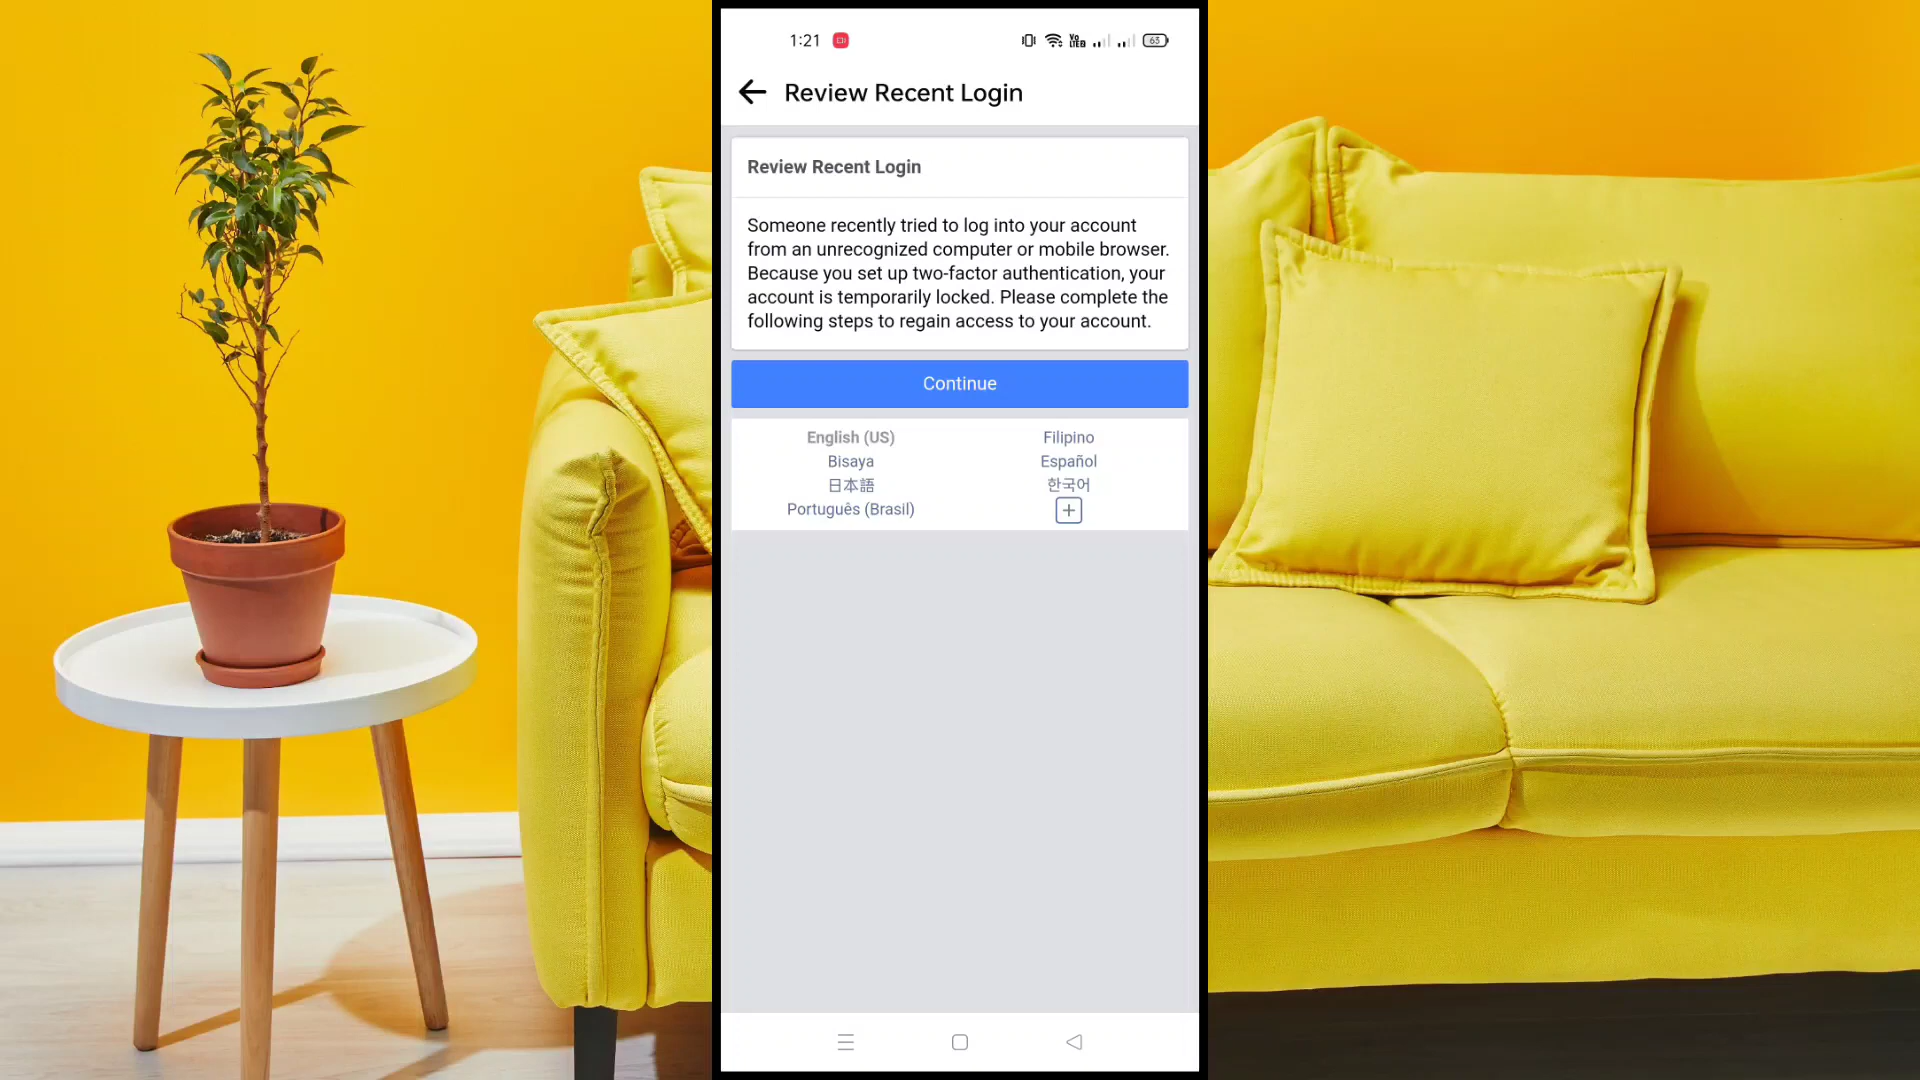 1:21
Vo
LTE2
63
Review Recent Login
Review Recent Login
Someone recently tried to log into your account
from an unrecognized computer or mobile browser.
Because you set up two-factor authentication, your
account is temporarily locked. Please complete the
following steps to regain access to your account.
Continue
English (US)
Filipino
Bisaya
Español
日本語
한국어
Português (Brasil)